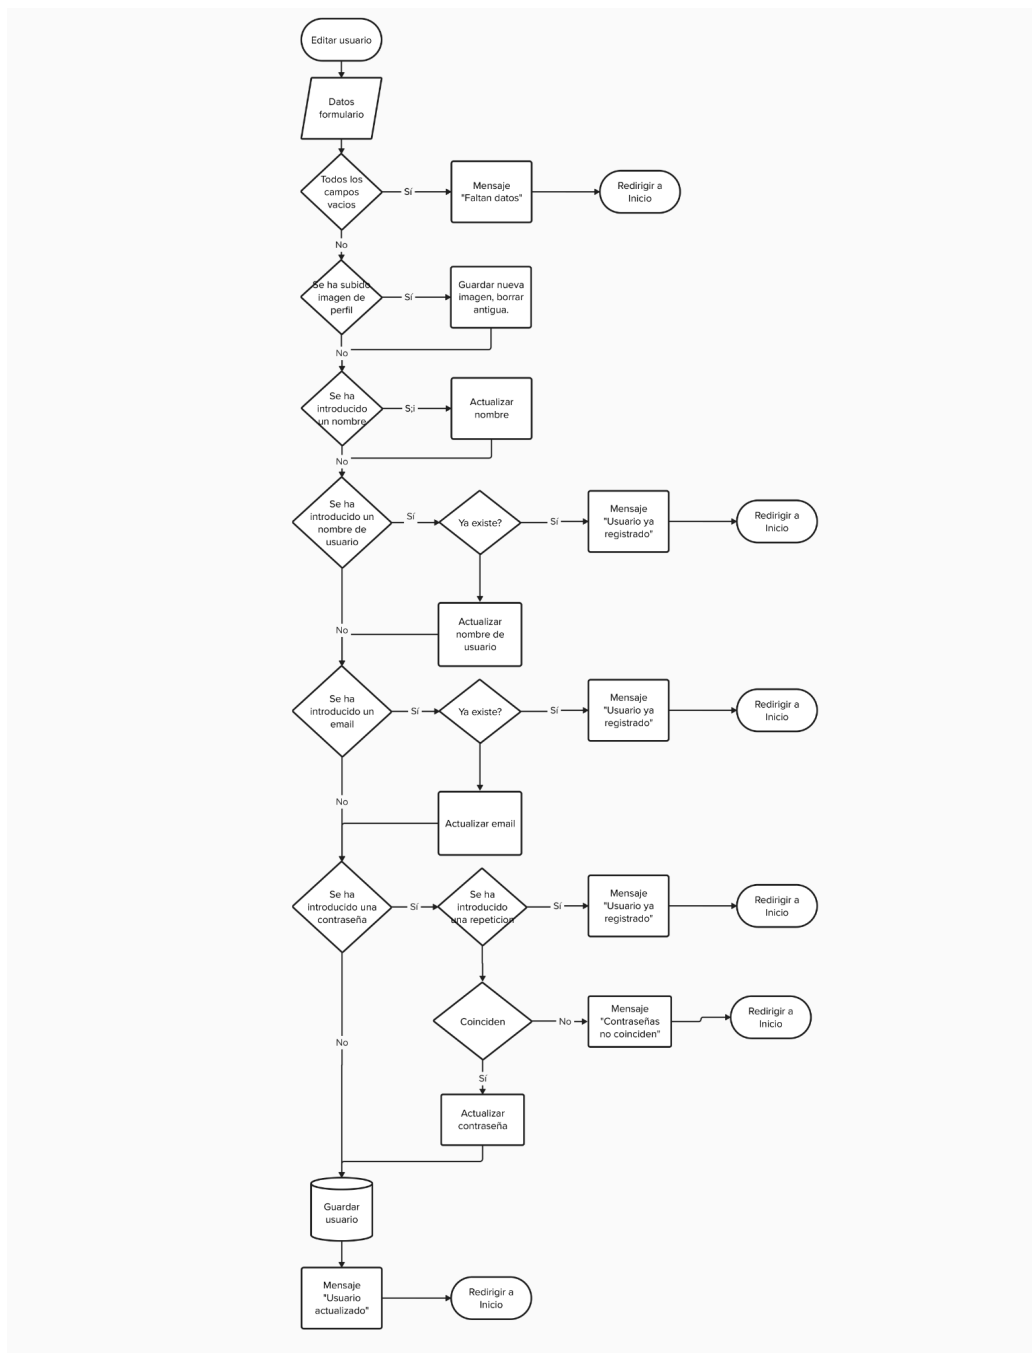 Editar usuario
Datos
formulario
Todos los
campos
vacios
Sí
Mensaje
"Faltan datos"
Redirigir a
Inicio
No
Se ha subido
imagen de
perfil
Sí
Guardar nueva
imagen, borrar
antigua.
No
Se ha
introducido
un nombre
S;i
Actualizar
nombre
No
Se ha
introducido un
nombre de
usuario
Sí
Ya existe?
Sí
Mensaje
"Usuario ya
registrado"
Redirigir a
Inicio
No
Actualizar
nombre de
usuario
Se ha
introducido un
email
Sí
Ya existe?
Sí
Mensaje
"Usuario ya
registrado"
Redirigir a
Inicio
No
Actualizar email
Se ha
introducido una
contraseña
Sí
Se ha
introducido
una repeticion
Sí
Mensaje
"Usuario ya
registrado"
Redirigir a
Inicio
No
Coinciden
No
Mensaje
"Contraseñas
no coinciden"
Redirigir a
Inicio
Sí
Actualizar
contraseña
Guardar
usuario
Mensaje
"Usuario
actualizado"
Redirigir a
Inicio